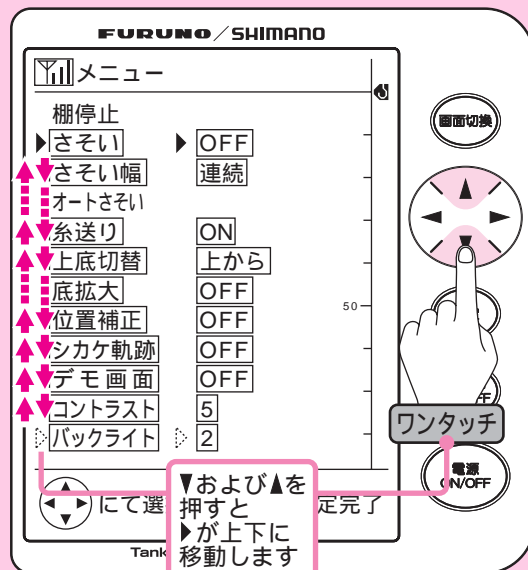 FURUNO/SHIMANO
メニュー
棚停止
▶さそい ▶OFF
さそい幅 連続
オートさそい
糸送り ON
上底切替 上から
底拡大 OFF
50
位置補正 OFF
シカケ軌跡 OFF
デモ画面 OFF
コントラスト 5
バックライト 2
にて選
定完了
画面切換
ワンタッチ
電源
ON/OFF
▼および▲を
押すと
▶が上下に
移動します
Tank